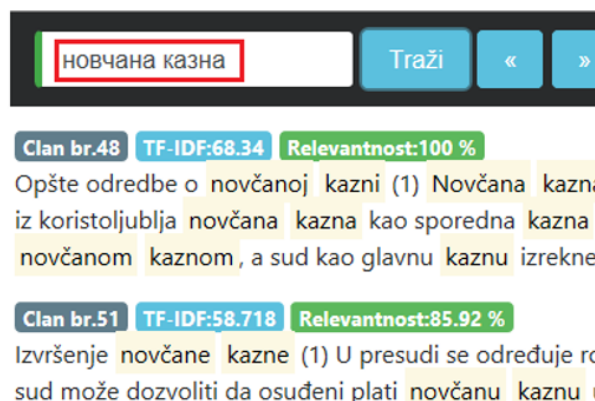 новчана казна Traži « »
Clan br.48 TF-IDF:68.34 Relevantnost:100 %
Opšte odredbe o novčanoj kazni (1) Novčana kazna
iz koristoljublja novčana kazna kao sporedna kazna
novčanom kaznom, a sud kao glavnu kaznu izrekne
Clan br.51 TF-IDF:58.718 Relevantnost:85.92 %
Izvršenje novčane kazne (1) U presudi se određuje
sud može dozvoliti da osuđeni plati novčanu kaznu